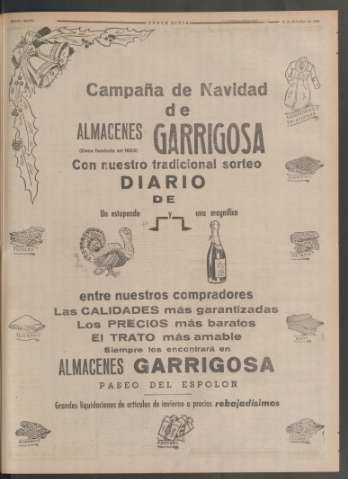 Campaña de Navidad
de
ALMACENES GARRIGOSA
Con nuestro tradicional sorteo
DIARIO
DE
Un estupendo y una magnífica
entre nuestros compradores
Las CALIDADES más garantizadas
Los PRECIOS más baratos
El TRATO más amable
Siempre los encontrará en
ALMACENES GARRIGOSA
PASEO DEL ESPOLON
Grandes liquidaciones de artículos de invierno a precios rebajadísimos